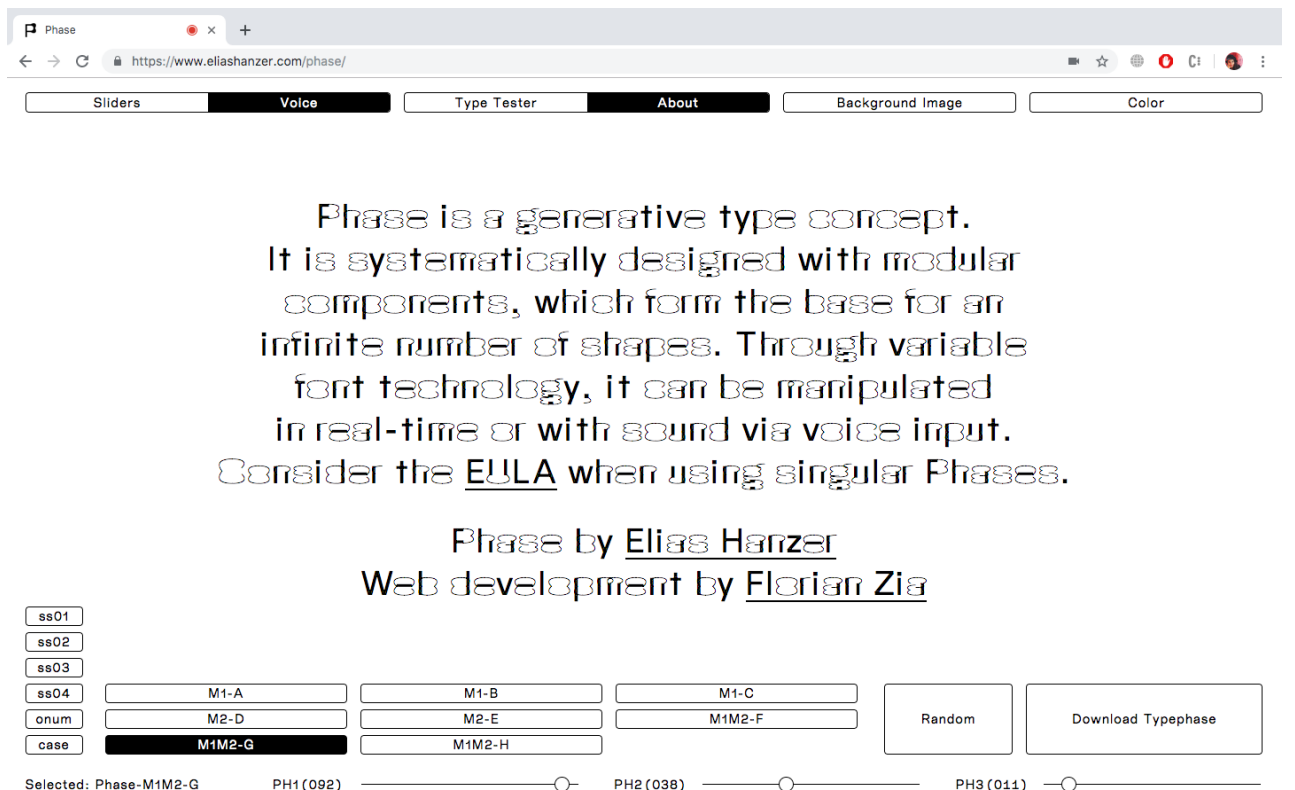 Phase
https://www.eliashanzer.com/phase/
Sliders Voice Type Tester About Background Image Color
Phase is a generative type concept.
It is systematically designed with modular
components, which form the base for an
infinite number of shapes. Through variable
font technology, it can be manipulated
in real-time or with sound via voice input.
Consider the EULA when using singular Phases.
Phase by Elias Hanzer
Web development by Florian Zia
ss01
ss02
ss03
ss04 M1-A M1-B M1-C
onum M2-D M2-E M1M2-F Random Download Typephase
case M1M2-G M1M2-H
Selected: Phase-M1M2-G PH1(092) PH2(038) PH3(011)